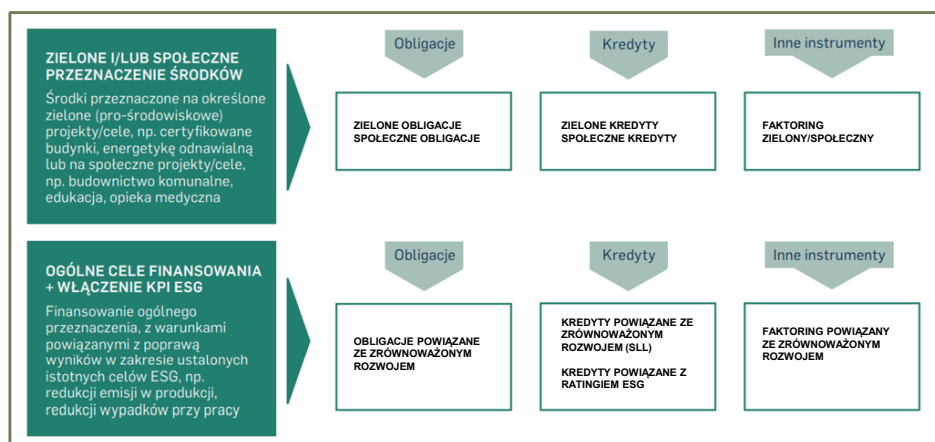 ZIELONE I/LUB SPOŁECZNE
PRZEZNACZENIE ŚRODKÓW
Środki przeznaczone na określone
zielone (pro-środowiskowe)
projekty/cele, np. certyfikowane
budynki, energetykę odnawialną
lub na społeczne projekty/cele,
np. budownictwo komunalne,
edukacja, opieka medyczna
Obligacje
ZIELONE OBLIGACJE
SPOŁECZNE OBLIGACJE
Kredyty
ZIELONE KREDYTY
SPOŁECZNE KREDYTY
Inne instrumenty
FAKTORING
ZIELONY/SPOŁECZNY
OGÓLNE CELE FINANSOWANIA
+ WŁĄCZENIE KPI ESG
Finansowanie ogólnego
przeznaczenia, z warunkami
powiązanymi z poprawą
wyników w zakresie ustalonych
istotnych celów ESG, np.
redukcji emisji w produkcji,
redukcji wypadków przy pracy
Obligacje
OBLIGACJE POWIĄZANE
ZE ZRÓWNOWAŻONYM
ROZWOJEM
Kredyty
KREDYTY POWIĄZANE ZE
ZRÓWNOWAŻONYM
ROZWOJEM (SLL)
KREDYTY POWIĄZANE Z
RATINGIEM ESG
Inne instrumenty
FAKTORING POWIĄZANY
ZE ZRÓWNOWAŻONYM
ROZWOJEM